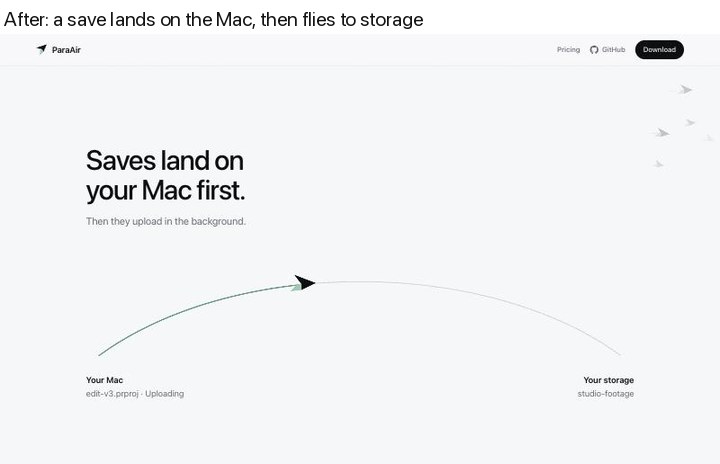 After: a save lands on the Mac, then flies to storage
ParaAir
Pricing
GitHub
Download
Saves land on
your Mac first.
Then they upload in the background.
Your Mac
edit-v3.prproj · Uploading
Your storage
studio-footage